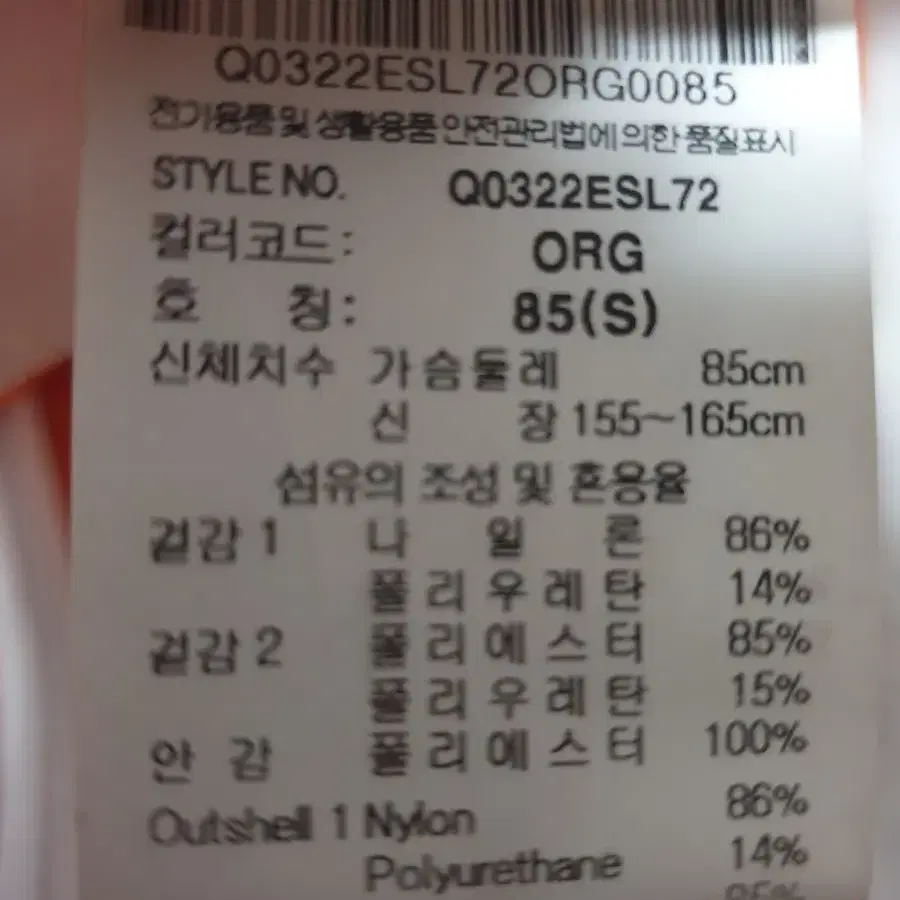 Q0322ESL72ORG0085
전기용품 및 생활용품 안전관리법에 의한 품질표시
STYLE NO. Q0322ESL72
컬러코드: ORG
호 칭: 85(S)
신체치수 가슴둘레 85cm
신 장 155~165cm
섬유의 조성 및 혼용율
겉감 1 나 일 론 86%
폴 리 우 레 탄 14%
겉감 2 폴 리 에 스 터 85%
폴 리 우 레 탄 15%
안 감 폴 리 에 스 터 100%
Outshell 1 Nylon 86%
Polyurethane 14%